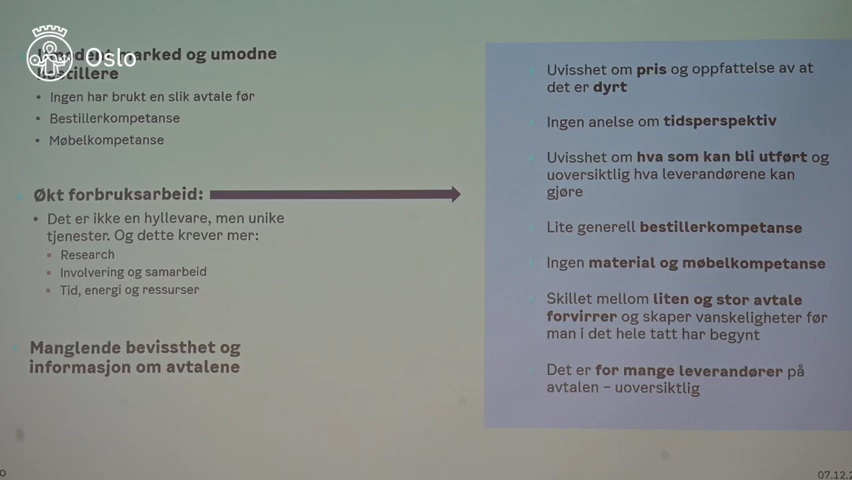 Oslo
Umodent marked og umodne
bestillere
• Ingen har brukt en slik avtale før
• Bestillerkompetanse
• Møbelkompetanse
Økt forbruksarbeid:
• Det er ikke en hyllevare, men unike
tjenester. Og dette krever mer:
Research
Involvering og samarbeid
Tid, energi og ressurser
Manglende bevissthet og
informasjon om avtalene
Uvisshet om pris og oppfattelse av at
det er dyrt
Ingen anelse om tidsperspektiv
Uvisshet om hva som kan bli utført og
uoversiktlig hva leverandørene kan
gjøre
Lite generell bestillerkompetanse
Ingen material og møbelkompetanse
Skillet mellom liten og stor avtale
forvirrer og skaper vanskeligheter før
man i det hele tatt har begynt
Det er for mange leverandører på
avtalen – uoversiktlig
07.12.2